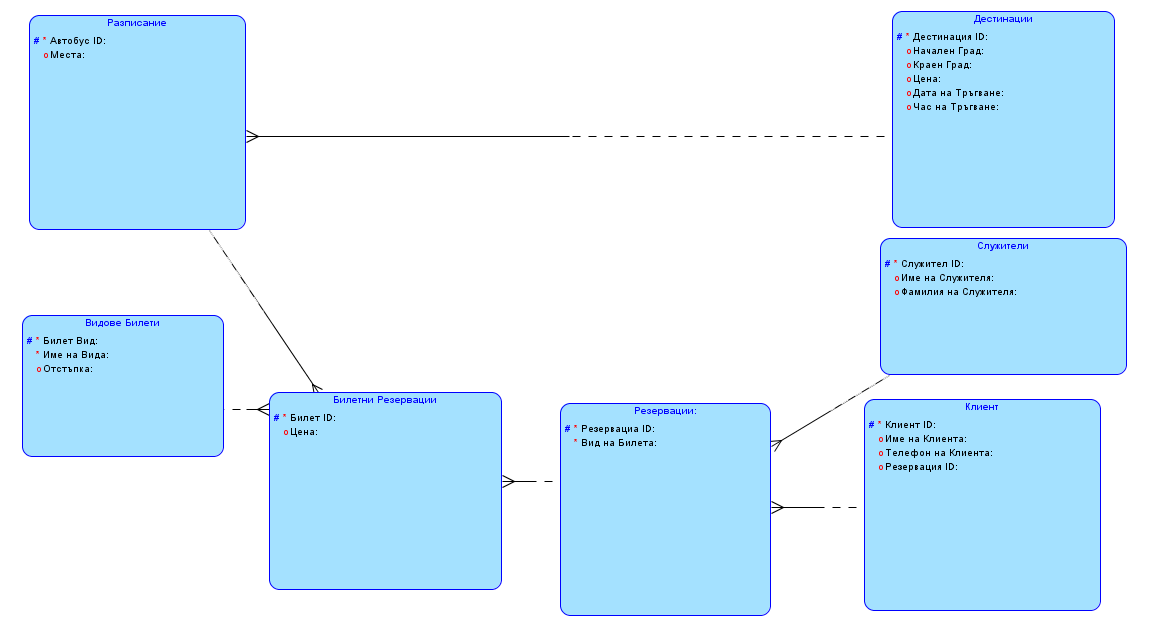 Разписание
# * Автобус ID:
o Места:
Дестинации
# * Дестинация ID:
o Начален Град:
o Краен Град:
o Цена:
o Дата на Тръгване:
o Час на Тръгване:
Служители
# * Служител ID:
o Име на Служителя:
o Фамилия на Служителя:
Видове Билети
# * Билет Вид:
* Име на Вида:
o Отстъпка:
Билетни Резервации
# * Билет ID:
o Цена:
Резервации:
# * Резервациа ID:
* Вид на Билета:
Клиент
# * Клиент ID:
o Име на Клиента:
o Телефон на Клиента:
o Резервация ID: